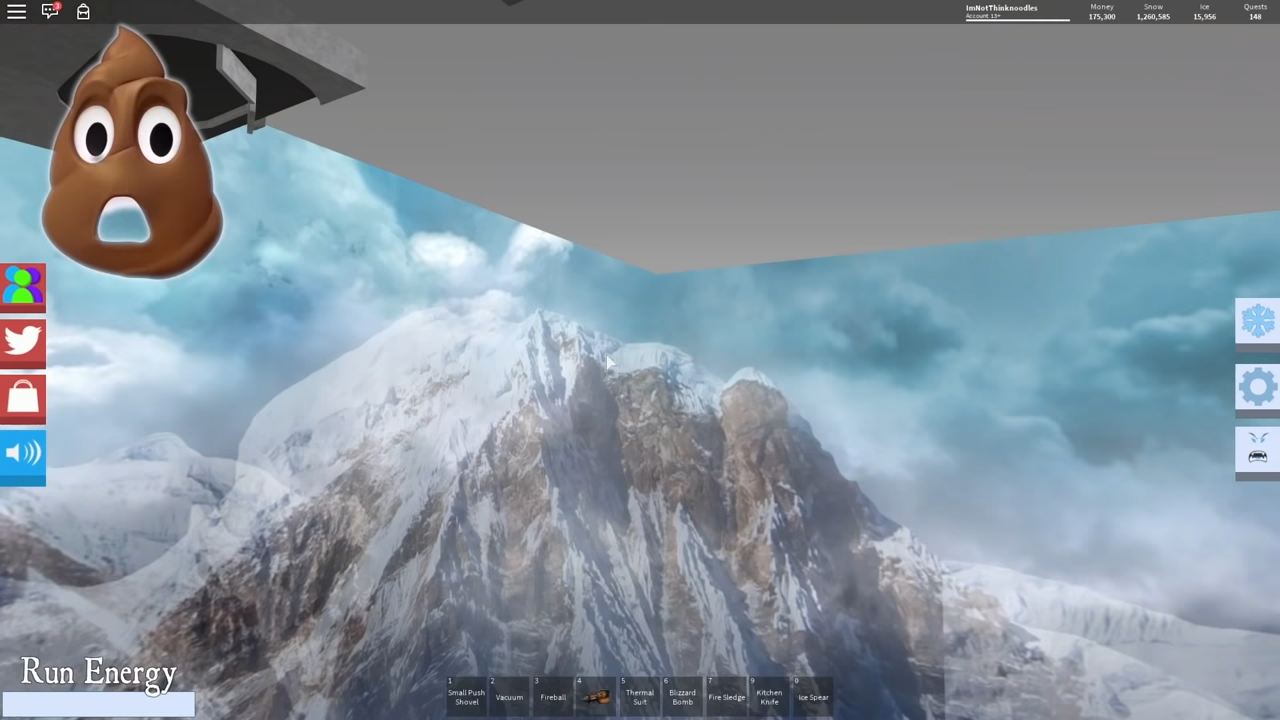 3
ImNotThinknoodles
Account: 13+
Money
175,300
Snow
1,260,585
Ice
15,956
Quests
148
Run Energy
1
Small Push
Shovel
2
Vacuum
3
Fireball
4
5
Thermal
Suit
6
Blizzard
Bomb
7
Fire Sledge
9
Kitchen
Knife
0
Ice Spear